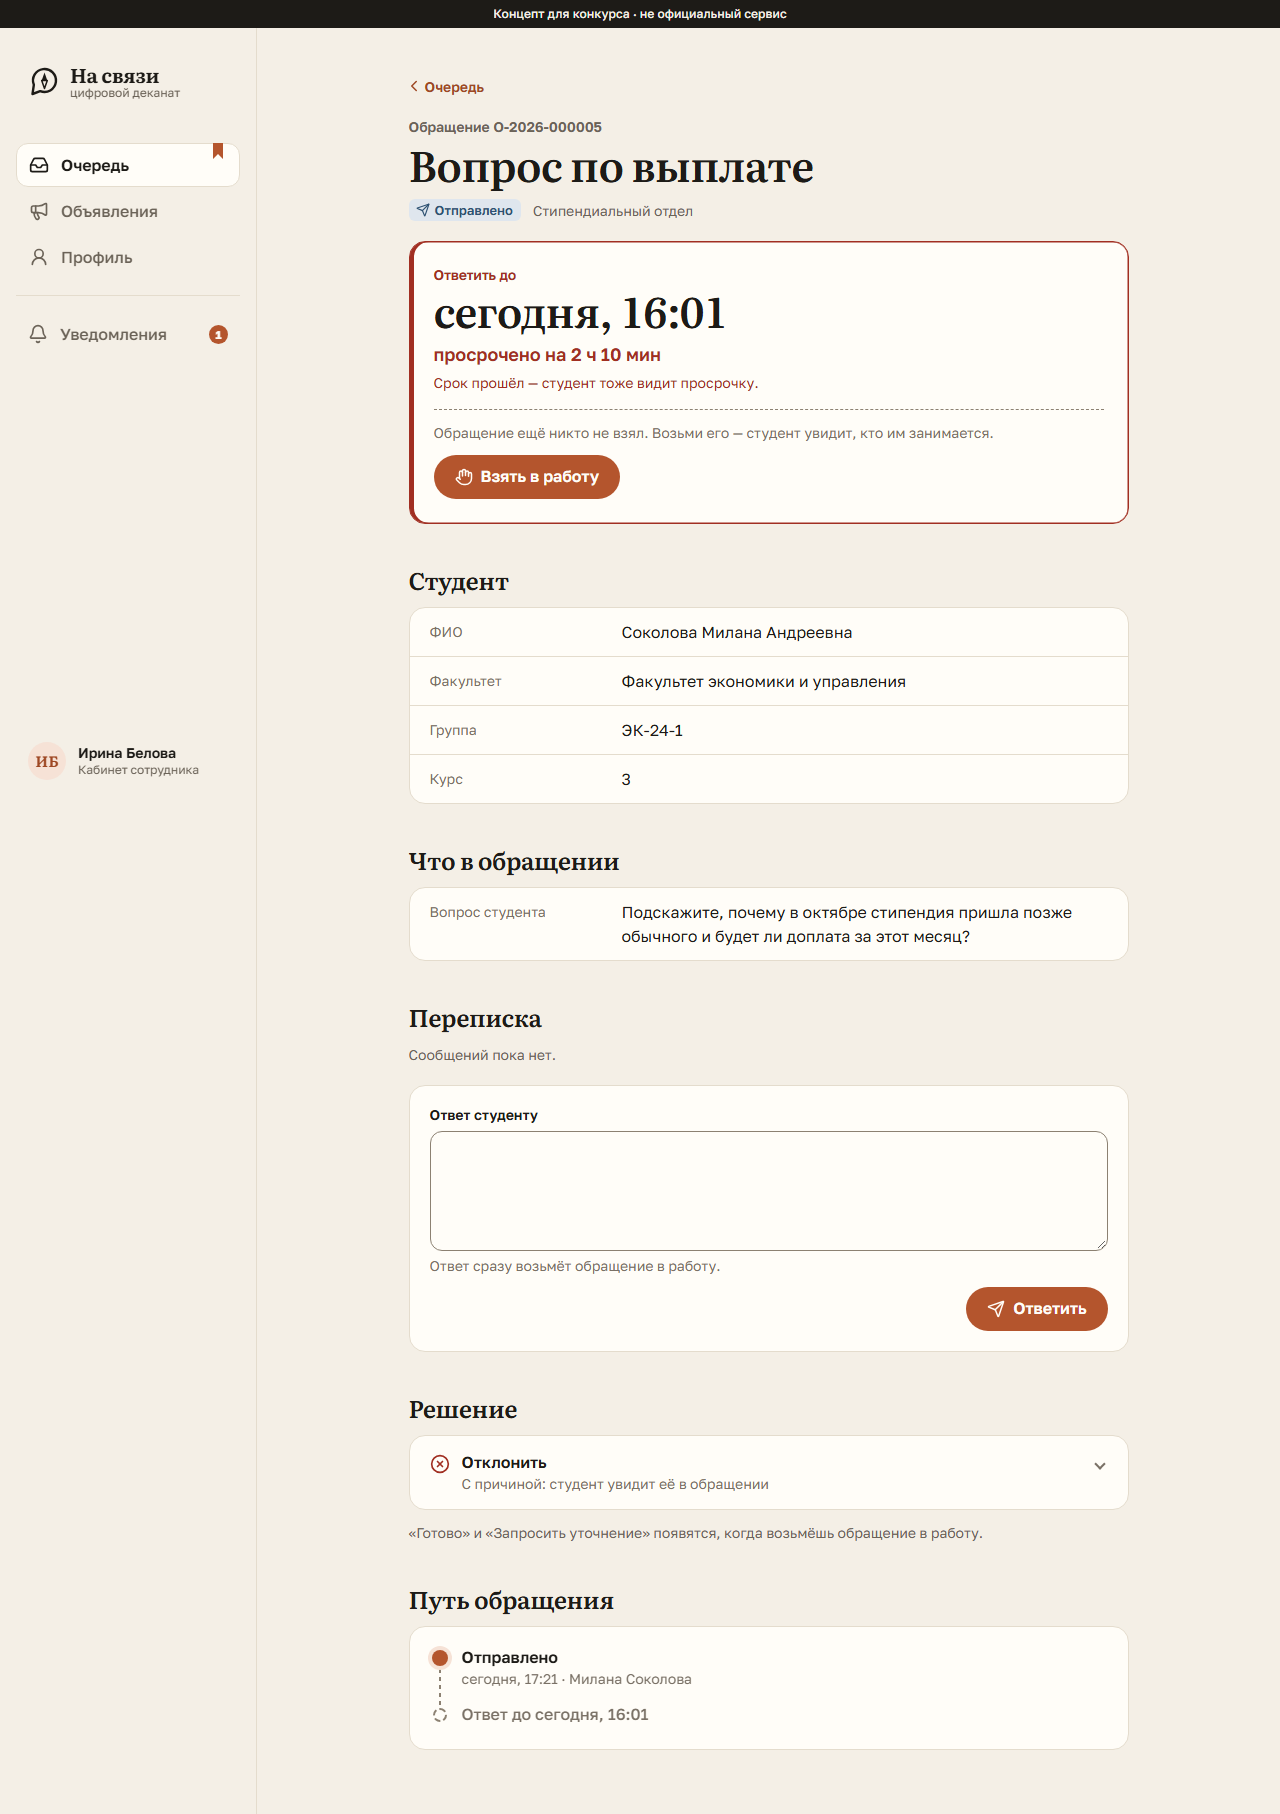 Концепт для конкурса · не официальный сервис
На связи
цифровой деканат
Очередь
Объявления
Профиль
Уведомления
1
ИБ
Ирина Белова
Кабинет сотрудника
Очередь
Обращение О-2026-000005
Вопрос по выплате
Отправлено
Стипендиальный отдел
Ответить до
сегодня, 16:01
просрочено на 2 ч 10 мин
Срок прошёл — студент тоже видит просрочку.
Обращение ещё никто не взял. Возьми его — студент увидит, кто им занимается.
Взять в работу
Студент
ФИО
Соколова Милана Андреевна
Факультет
Факультет экономики и управления
Группа
ЭК-24-1
Курс
3
Что в обращении
Вопрос студента
Подскажите, почему в октябре стипендия пришла позже
обычного и будет ли доплата за этот месяц?
Переписка
Сообщений пока нет.
Ответ студенту
Ответ сразу возьмёт обращение в работу.
Ответить
Решение
Отклонить
С причиной: студент увидит её в обращении
«Готово» и «Запросить уточнение» появятся, когда возьмёшь обращение в работу.
Путь обращения
Отправлено
сегодня, 17:21 · Милана Соколова
Ответ до сегодня, 16:01